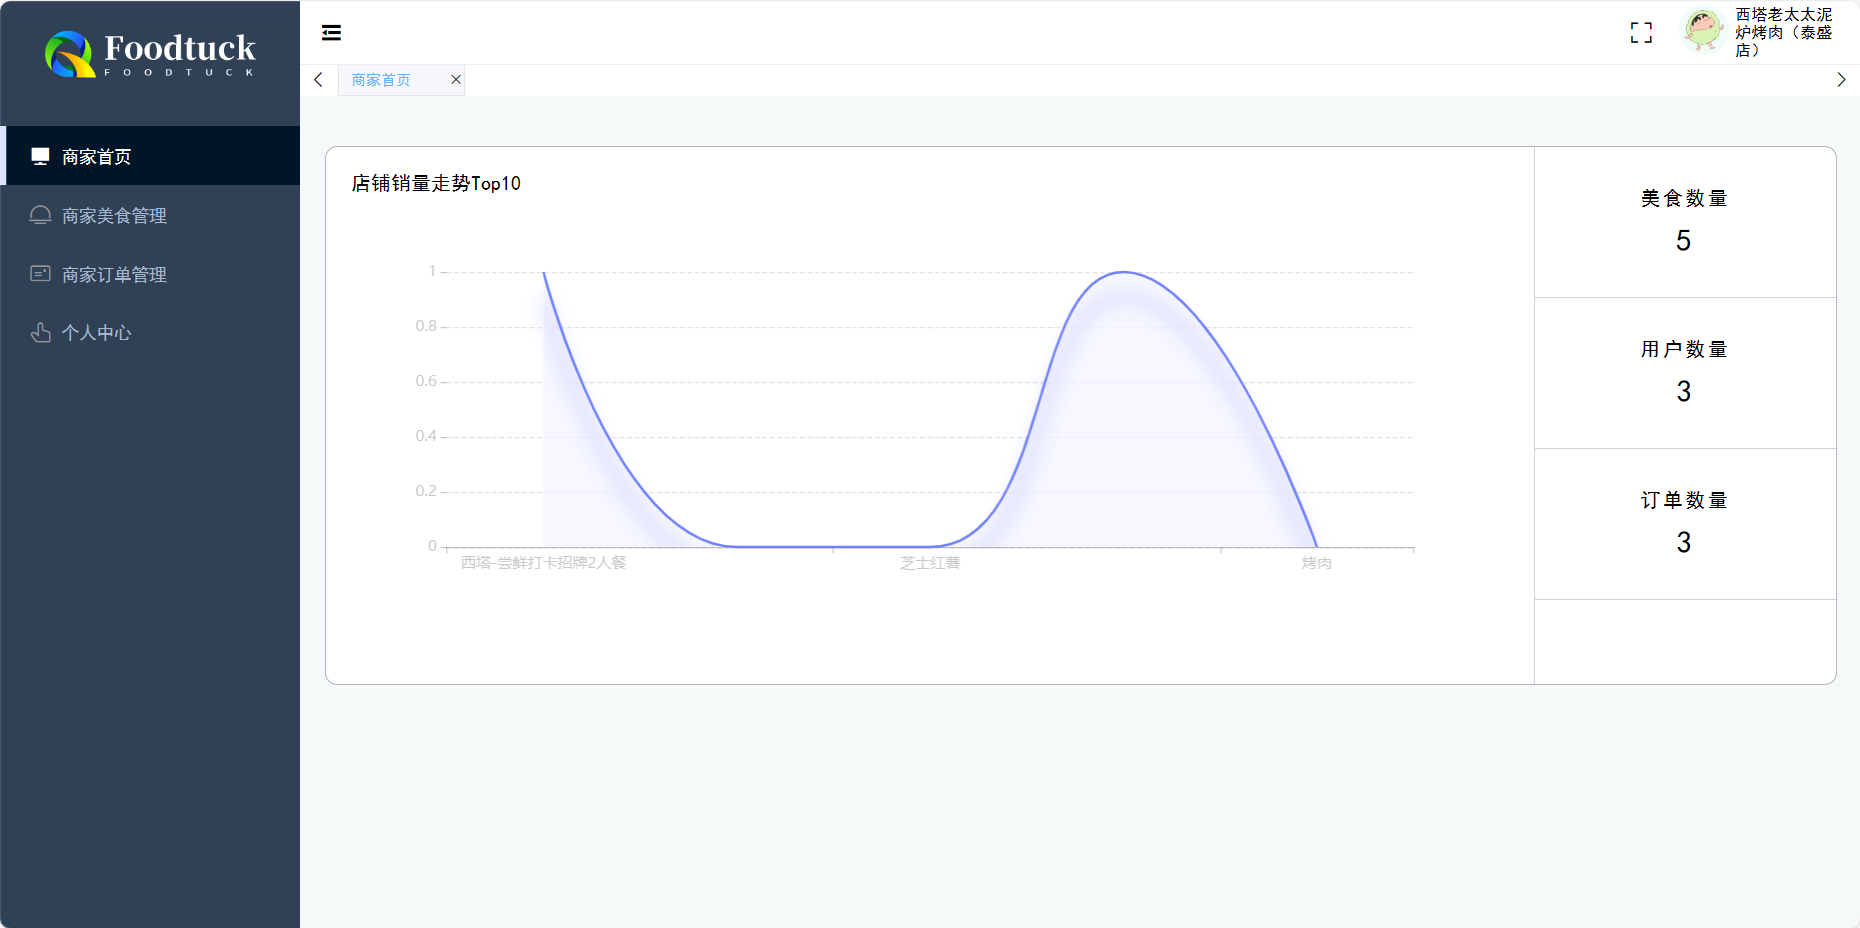 Foodtuck
FOODTUCK
商家首页
商家美食管理
商家订单管理
个人中心
西塔老太太泥
炉烤肉（泰盛
店）
商家首页
店铺销量走势Top10
1
0.8
0.6
0.4
0.2
0
西塔-尝鲜打卡招牌2人餐
芝士红薯
烤肉
美食数量
5
用户数量
3
订单数量
3